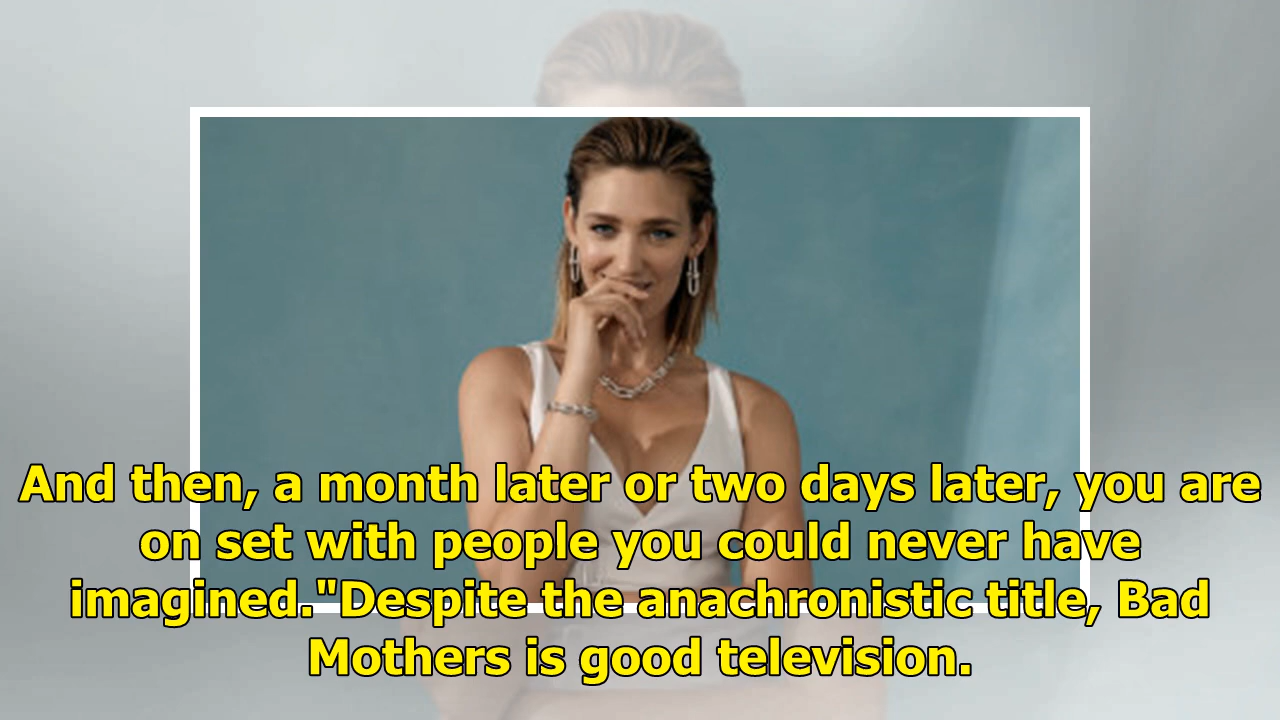 And then, a month later or two days later, you are
on set with people you could never have
imagined."Despite the anachronistic title, Bad
Mothers is good television.